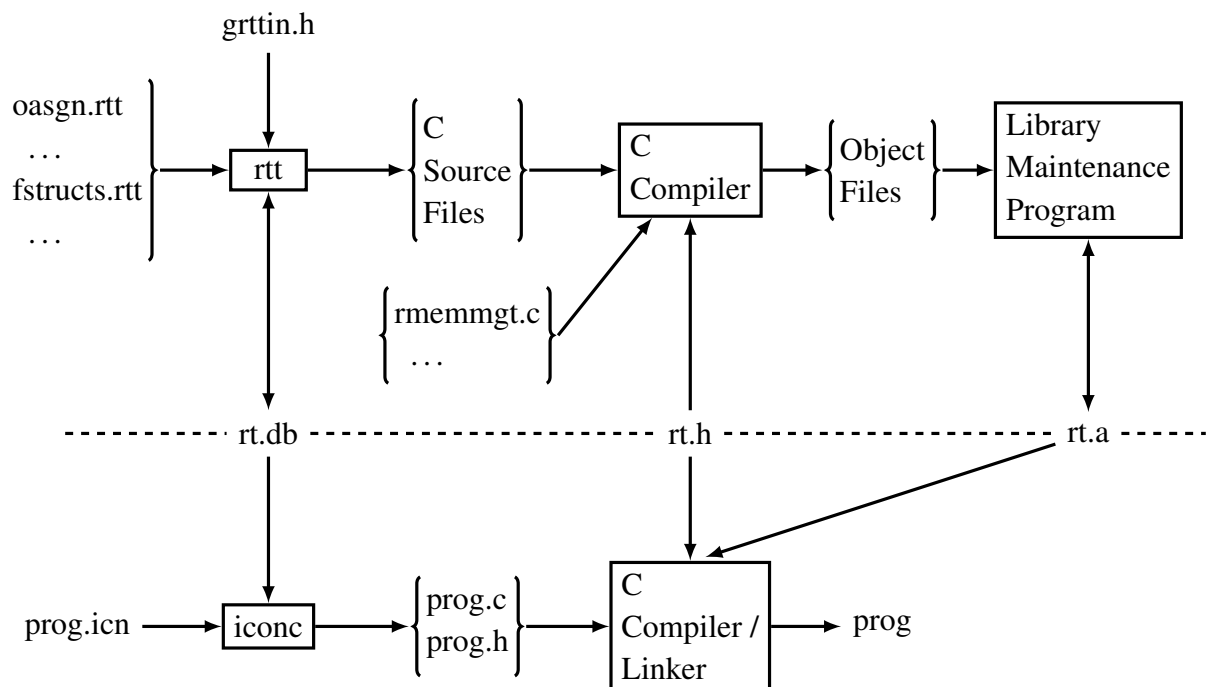 grttin.h
oasgn.rtt
...
fstructs.rtt
...
rtt
C
Source
Files
C
Compiler
Object
Files
Library
Maintenance
Program
rmemmgt.c
...
rt.db
rt.h
rt.a
prog.icn
iconc
prog.c
prog.h
C
Compiler /
Linker
prog